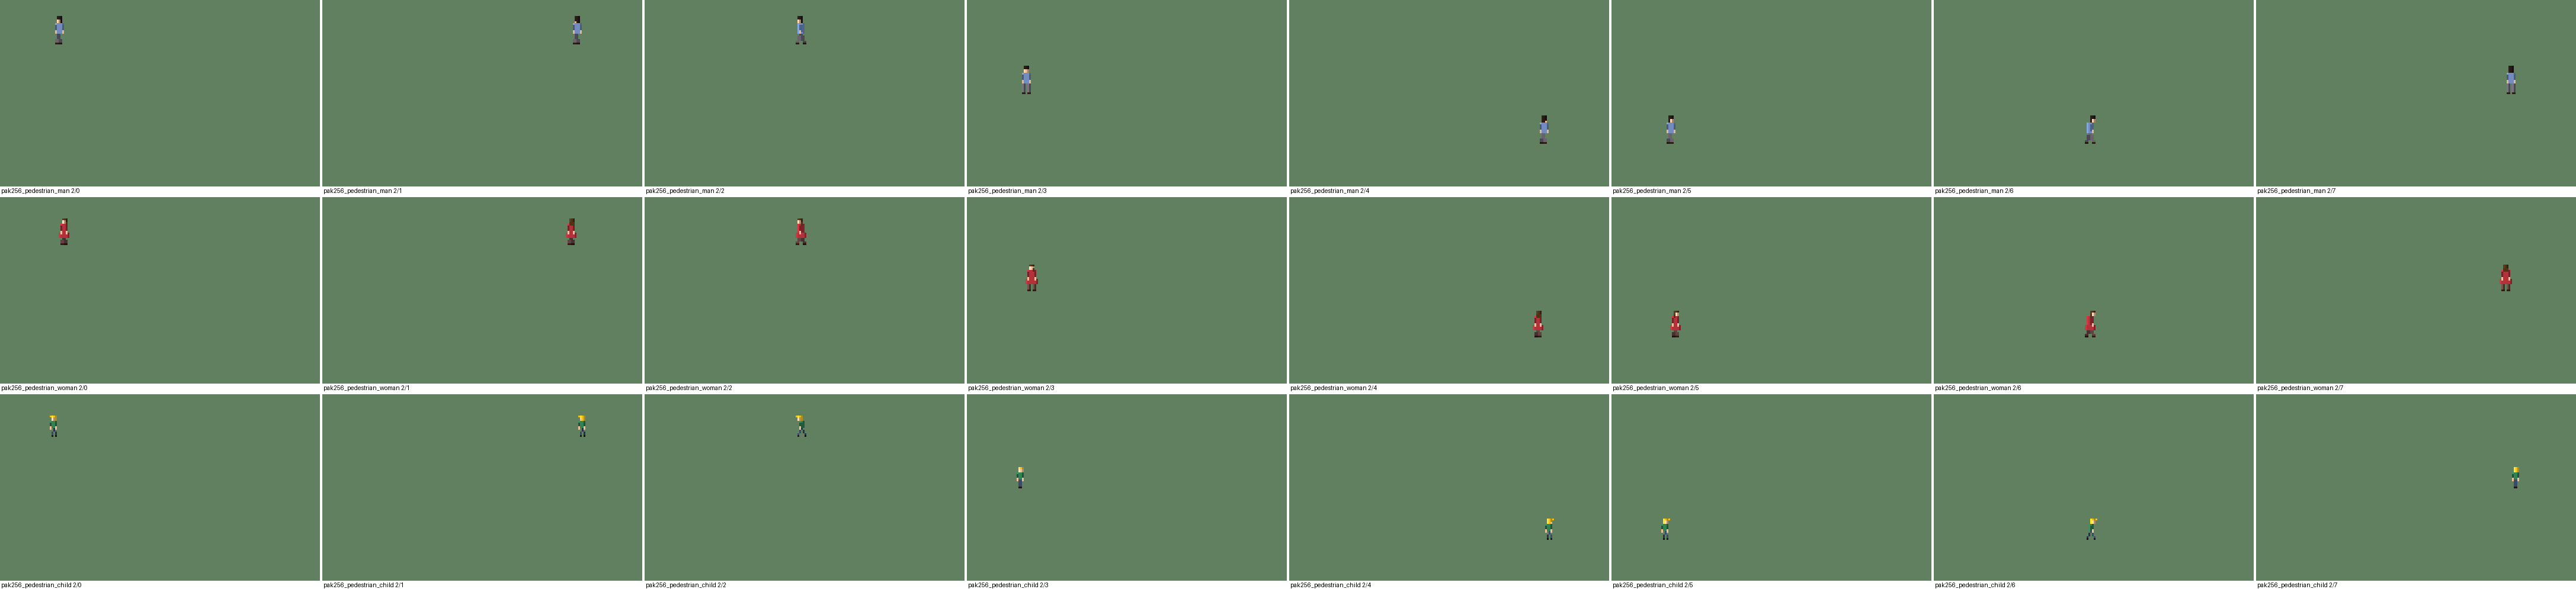 pak256_pedestrian_man 2/0
pak256_pedestrian_man 2/1
pak256_pedestrian_man 2/2
pak256_pedestrian_man 2/3
pak256_pedestrian_man 2/4
pak256_pedestrian_man 2/5
pak256_pedestrian_man 2/6
pak256_pedestrian_man 2/7
pak256_pedestrian_woman 2/0
pak256_pedestrian_woman 2/1
pak256_pedestrian_woman 2/2
pak256_pedestrian_woman 2/3
pak256_pedestrian_woman 2/4
pak256_pedestrian_woman 2/5
pak256_pedestrian_woman 2/6
pak256_pedestrian_woman 2/7
pak256_pedestrian_child 2/0
pak256_pedestrian_child 2/1
pak256_pedestrian_child 2/2
pak256_pedestrian_child 2/3
pak256_pedestrian_child 2/4
pak256_pedestrian_child 2/5
pak256_pedestrian_child 2/6
pak256_pedestrian_child 2/7